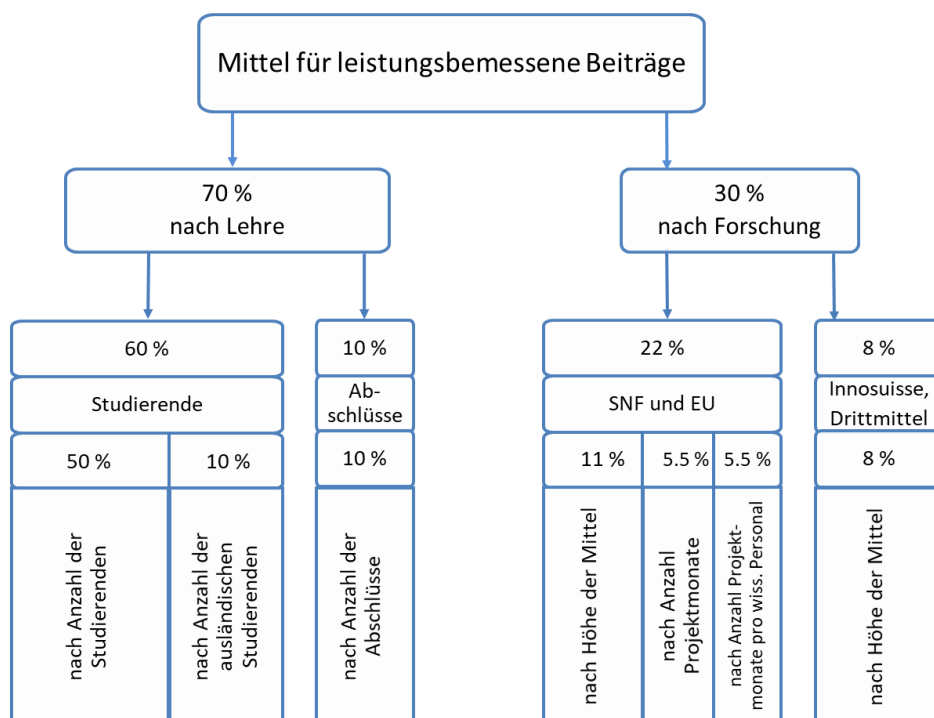 Mittel für leistungsbemessene Beiträge
70 %
nach Lehre
30 %
nach Forschung
60 %
10 %
22 %
8 %
Studierende
Ab-
schlüsse
SNF und EU
Innosuisse,
Drittmittel
50 %
10 %
10 %
11 %
5.5 %
5.5 %
8 %
nach Anzahl der
Studierenden
nach Anzahl der
ausländischen
Studierenden
nach Anzahl der
Abschlüsse
nach Höhe der Mittel
nach Anzahl
Projektmonate
nach Anzahl Projekt-
monate pro wiss. Personal
nach Höhe der Mittel